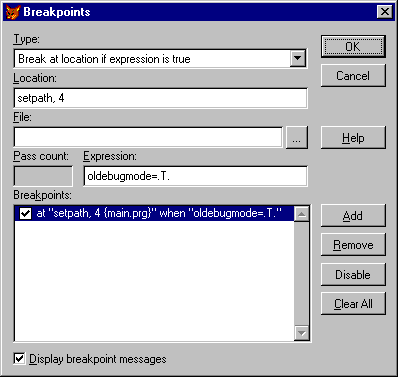 Breakpoints
Type:
Break at location if expression is true
OK
Location:
Cancel
setpath, 4
File:
...
Help
Pass count: Expression:
oldebugmode=.T.
Breakpoints:
at "setpath, 4 {main.prg}" when "oldebugmode=.T."
Add
Remove
Disable
Clear All
Display breakpoint messages